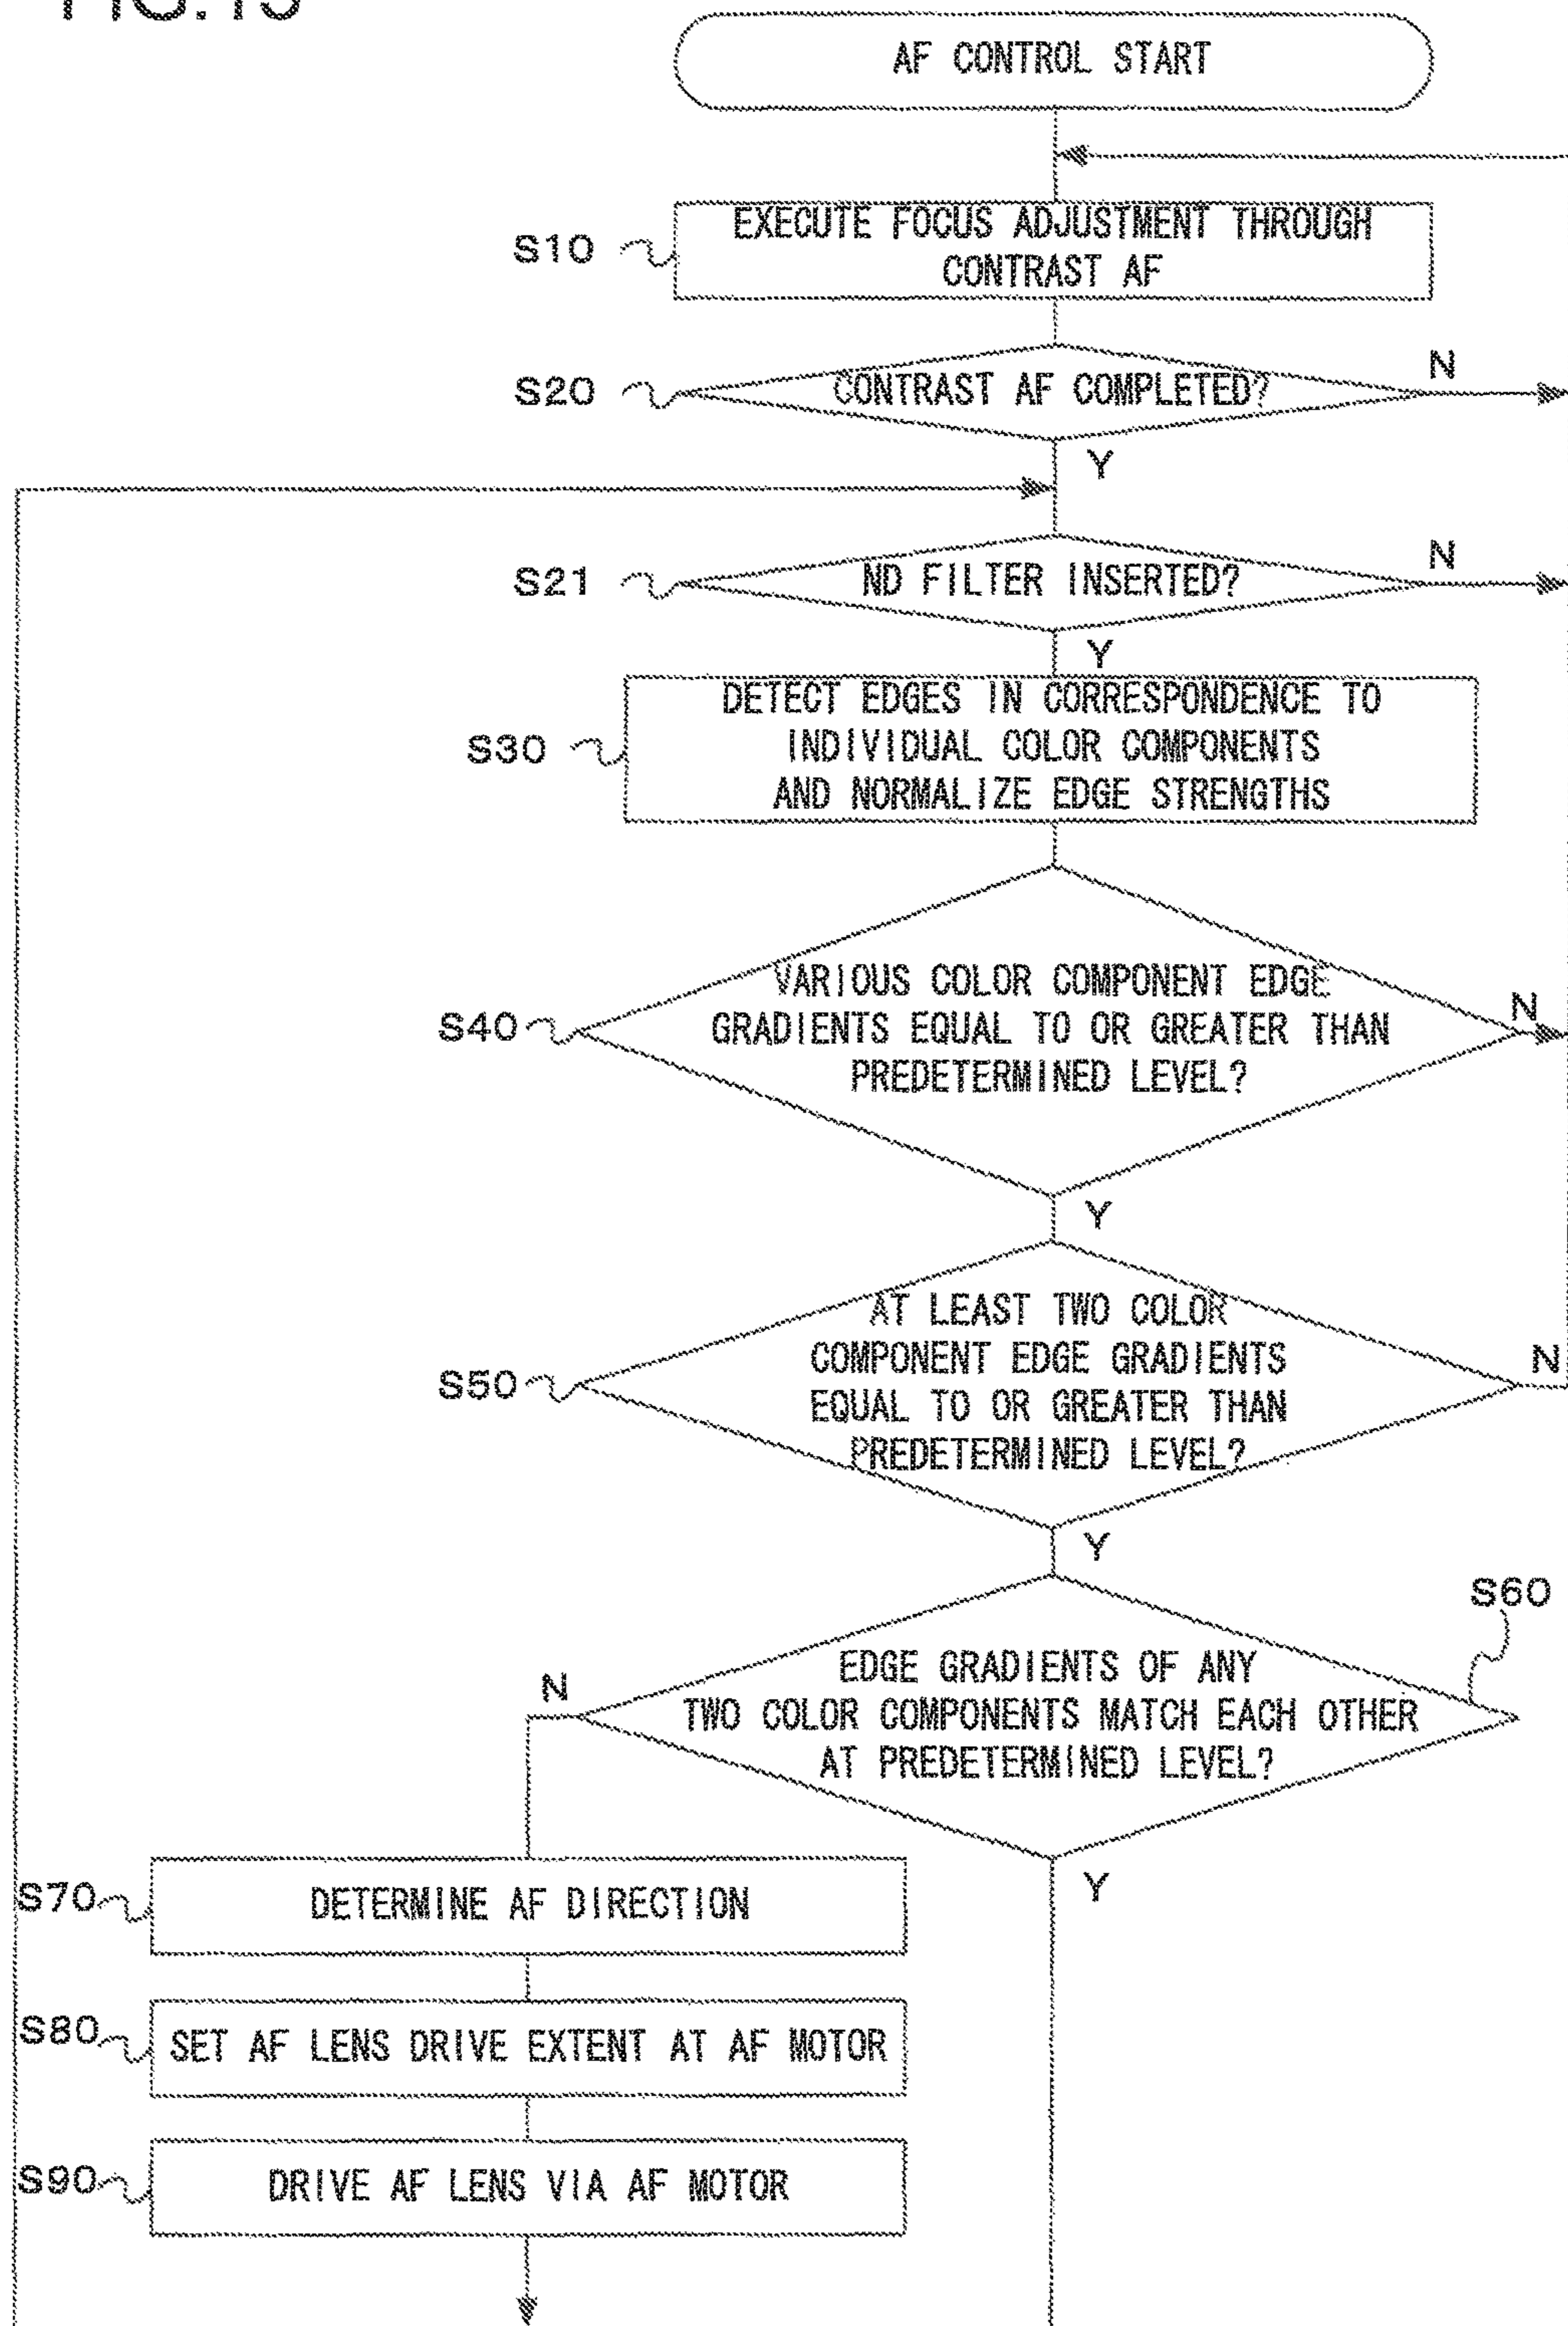 AF CONTROL START
S10
EXECUTE FOCUS ADJUSTMENT THROUGH
CONTRAST AF
S20
CONTRAST AF COMPLETED?
N
Y
S21
ND FILTER INSERTED?
N
Y
S30
DETECT EDGES IN CORRESPONDENCE TO
INDIVIDUAL COLOR COMPONENTS
AND NORMALIZE EDGE STRENGTHS
S40
VARIOUS COLOR COMPONENT EDGE
GRADIENTS EQUAL TO OR GREATER THAN
PREDETERMINED LEVEL?
N
Y
S50
AT LEAST TWO COLOR
COMPONENT EDGE GRADIENTS
EQUAL TO OR GREATER THAN
PREDETERMINED LEVEL?
N
Y
S60
EDGE GRADIENTS OF ANY
TWO COLOR COMPONENTS MATCH EACH OTHER
AT PREDETERMINED LEVEL?
N
Y
S70
DETERMINE AF DIRECTION
S80
SET AF LENS DRIVE EXTENT AT AF MOTOR
S90
DRIVE AF LENS VIA AF MOTOR